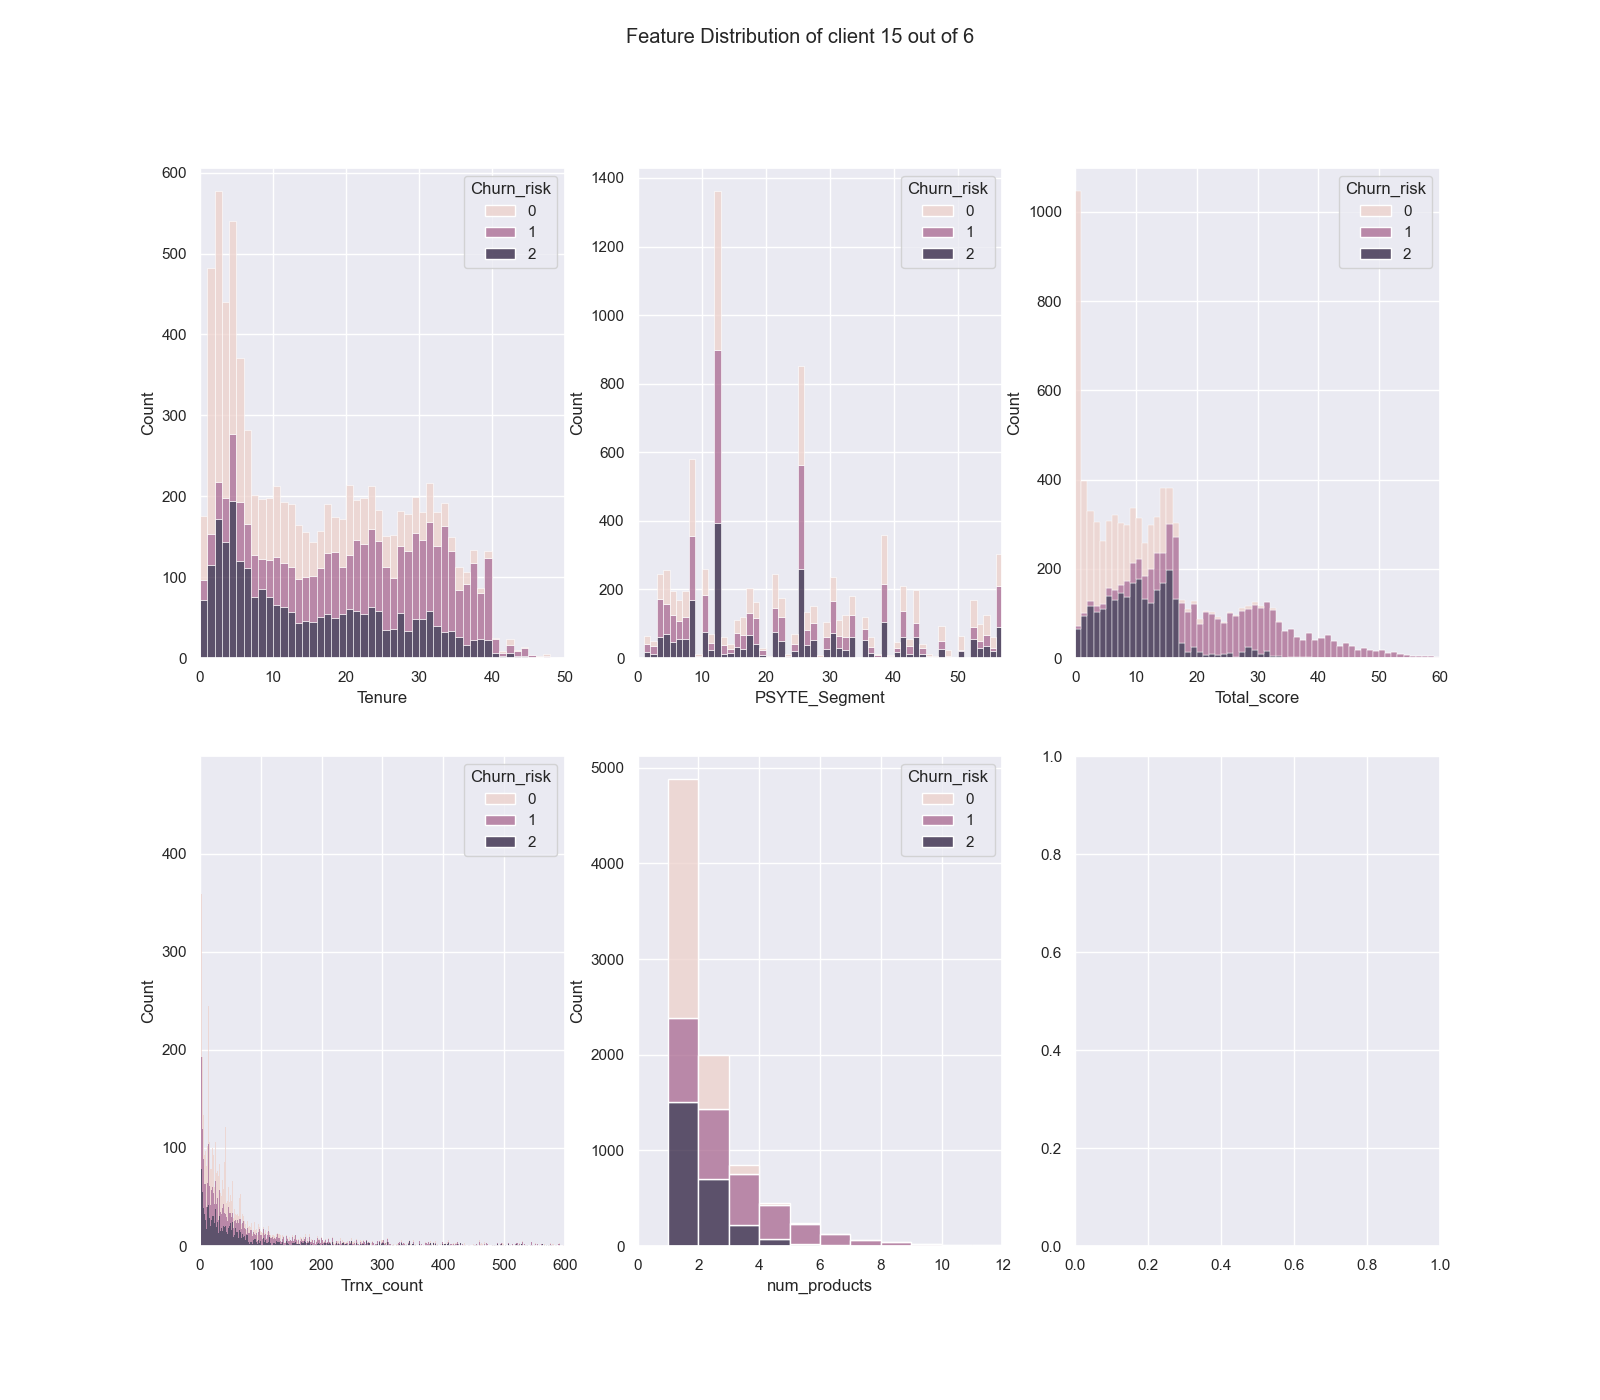 Feature Distribution of client 15 out of 6
Churn_risk
0
1
2
600
500
400
300
200
100
0
Count
0 10 20 30 40 50
Tenure
Churn_risk
0
1
2
1400
1200
1000
800
600
400
200
0
Count
0 10 20 30 40 50
PSYTE_Segment
Churn_risk
0
1
2
1000
800
600
400
200
0
Count
0 10 20 30 40 50 60
Total_score
Churn_risk
0
1
2
400
300
200
100
0
Count
0 100 200 300 400 500 600
Trnx_count
Churn_risk
0
1
2
5000
4000
3000
2000
1000
0
Count
0 2 4 6 8 10 12
num_products
1.0
0.8
0.6
0.4
0.2
0.0
0.0 0.2 0.4 0.6 0.8 1.0